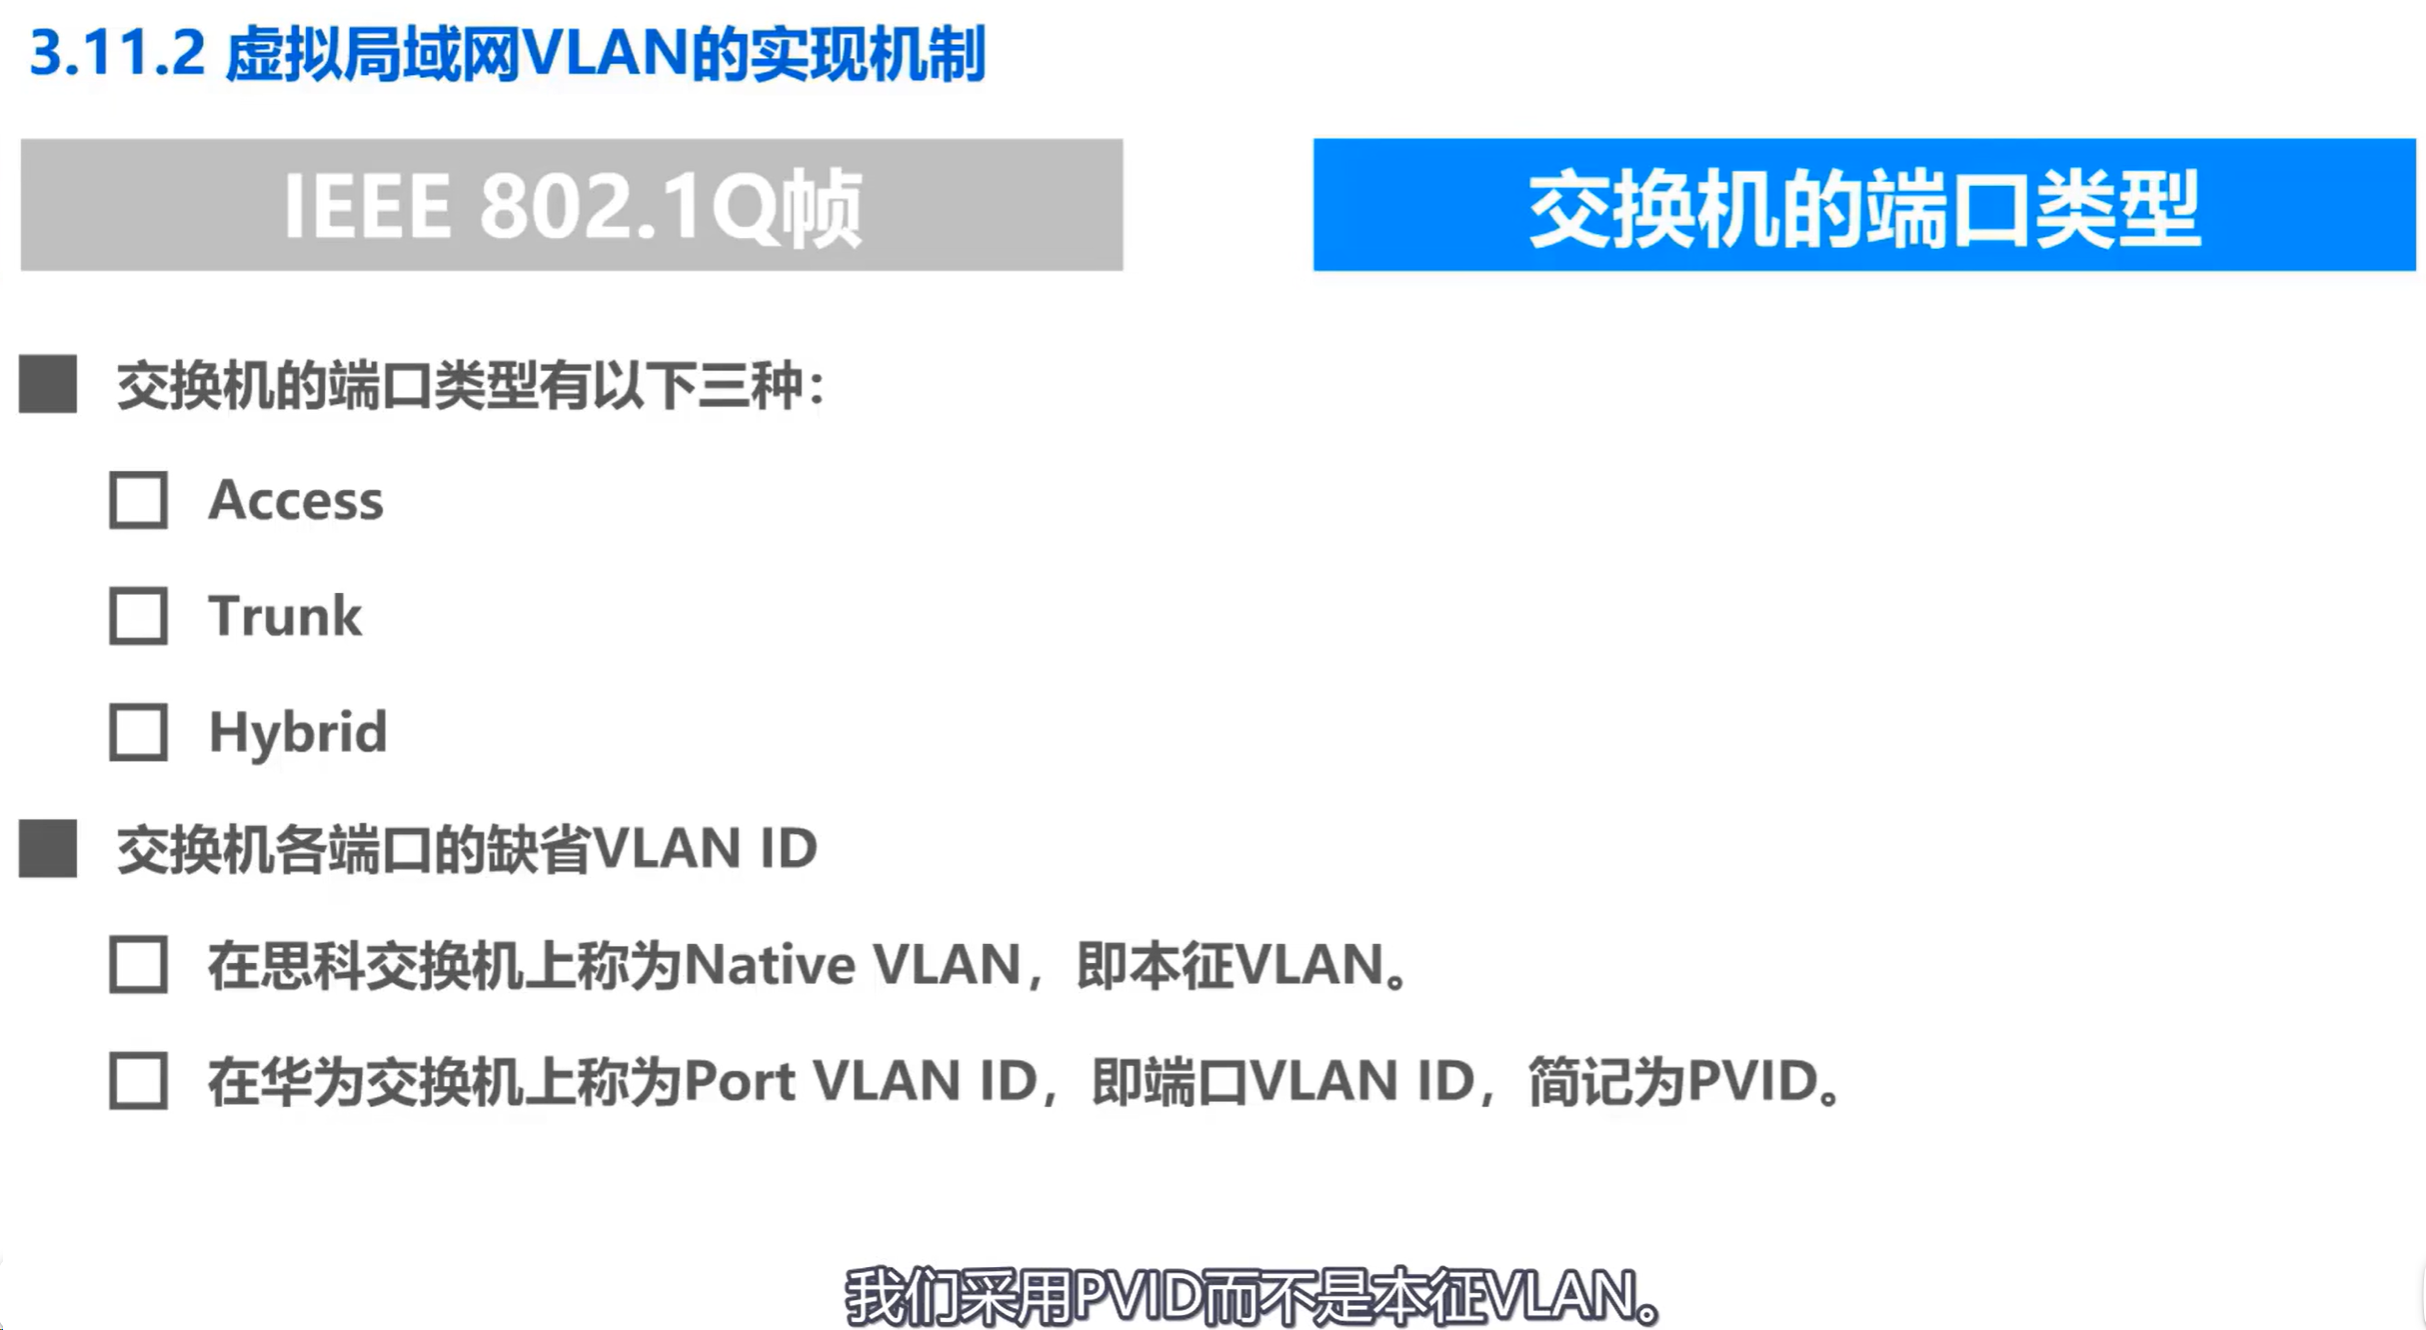 3.11.2 虚拟局域网VLAN的实现机制
IEEE 802.1Q帧
交换机的端口类型
交换机的端口类型有以下三种：
Access
Trunk
Hybrid
交换机各端口的缺省VLAN ID
在思科交换机上称为Native VLAN，即本征VLAN。
在华为交换机上称为Port VLAN ID，即端口VLAN ID，简记为PVID。
我们采用PVID而不是本征VLAN。